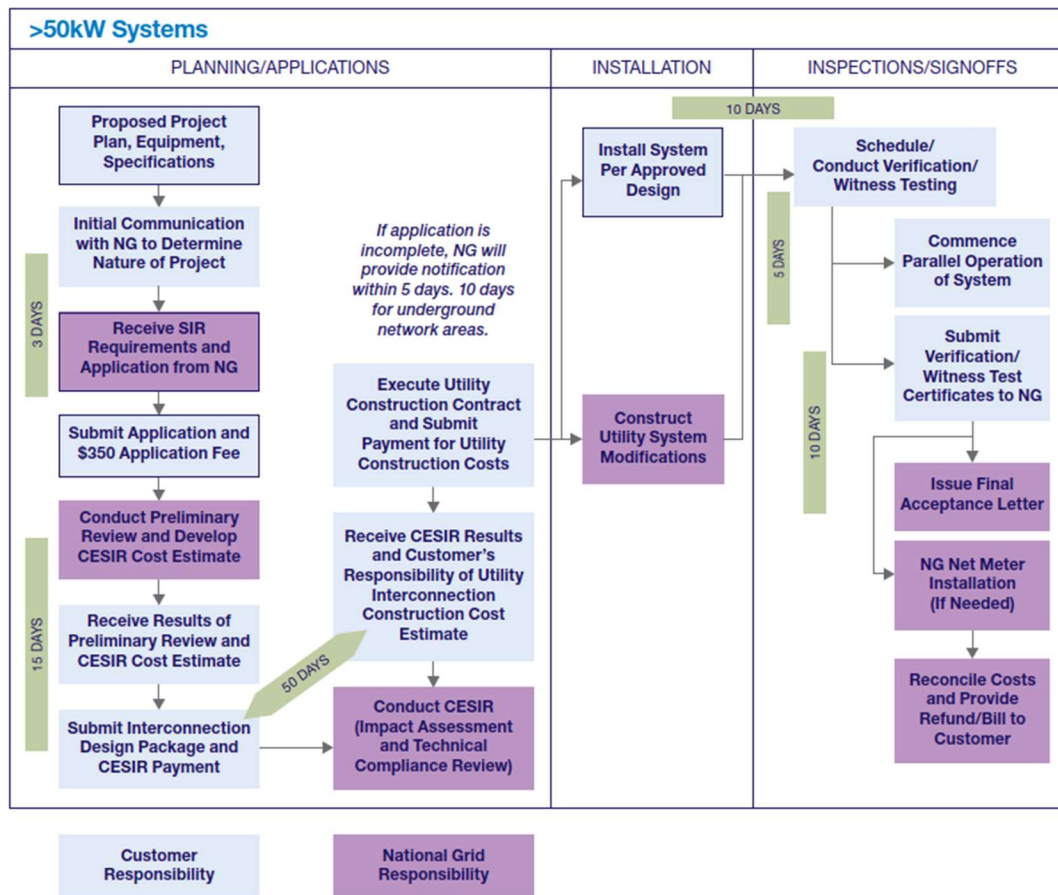 >50kW Systems
PLANNING/APPLICATIONS
INSTALLATION
INSPECTIONS/SIGNOFFS
Proposed Project
Plan, Equipment,
Specifications
Initial Communication
with NG to Determine
Nature of Project
3 DAYS
Receive SIR
Requirements and
Application from NG
Submit Application and
$350 Application Fee
Conduct Preliminary
Review and Develop
CESIR Cost Estimate
15 DAYS
Receive Results of
Preliminary Review and
CESIR Cost Estimate
Submit Interconnection
Design Package and
CESIR Payment
50 DAYS
If application is
incomplete, NG will
provide notification
within 5 days. 10 days
for underground
network areas.
Execute Utility
Construction Contract
and Submit
Payment for Utility
Construction Costs
Receive CESIR Results
and Customer's
Responsibility of Utility
Interconnection
Construction Cost
Estimate
Conduct CESIR
(Impact Assessment
and Technical
Compliance Review)
Install System
Per Approved
Design
Construct
Utility System
Modifications
10 DAYS
Schedule/
Conduct Verification/
Witness Testing
5 DAYS
Commence
Parallel Operation
of System
Submit
Verification/
Witness Test
Certificates to NG
10 DAYS
Issue Final
Acceptance Letter
NG Net Meter
Installation
(If Needed)
Reconcile Costs
and Provide
Refund/Bill to
Customer
Customer
Responsibility
National Grid
Responsibility